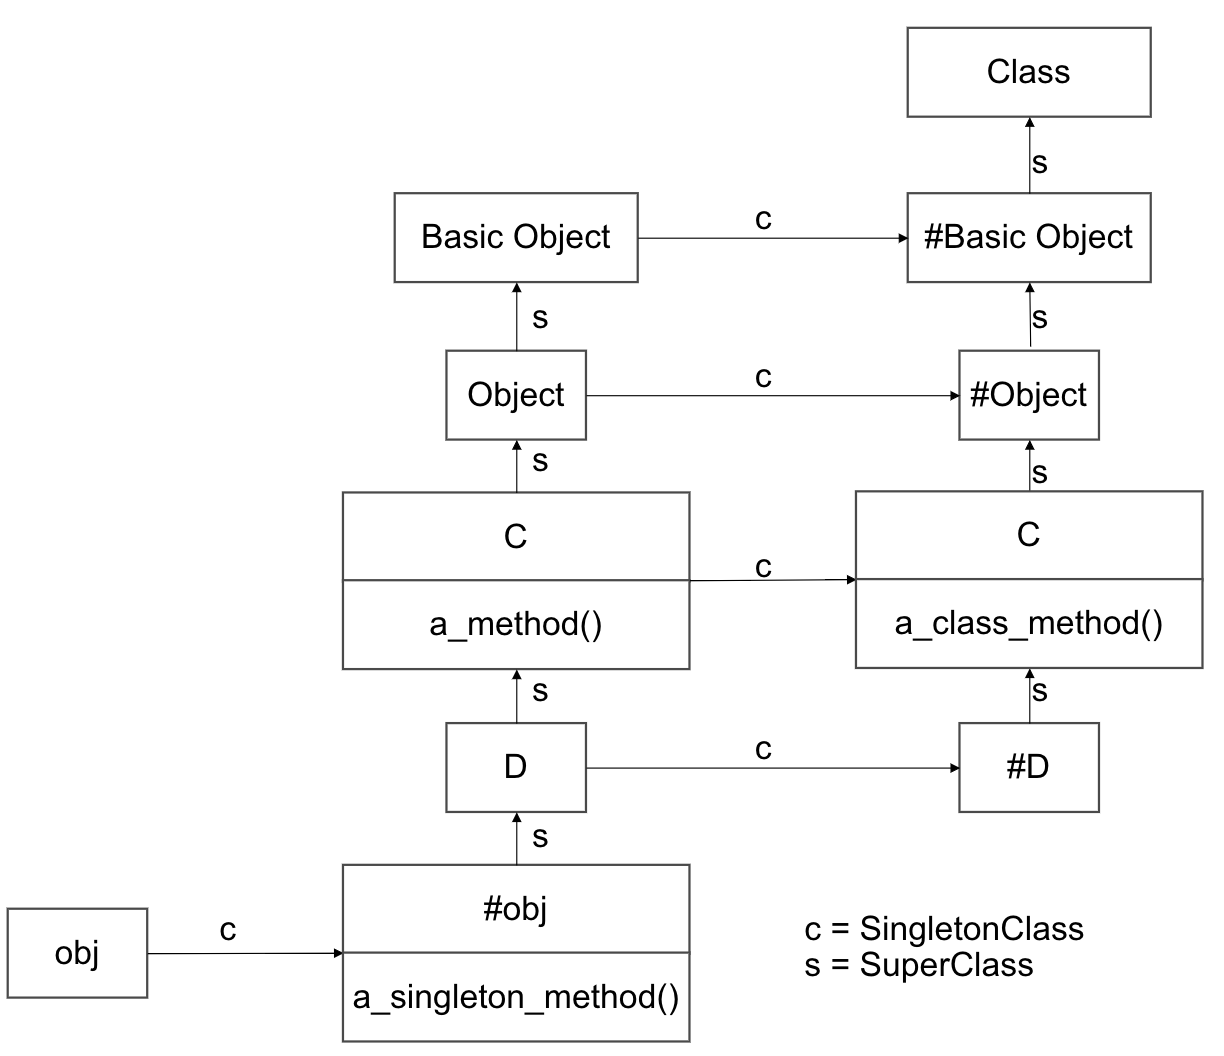 Class
s
Basic Object
c
#Basic Object
s
s
Object
c
#Object
s
s
C
c
C
a_method()
a_class_method()
s
s
D
c
#D
s
#obj
obj
c
a_singleton_method()
c = SingletonClass
s = SuperClass